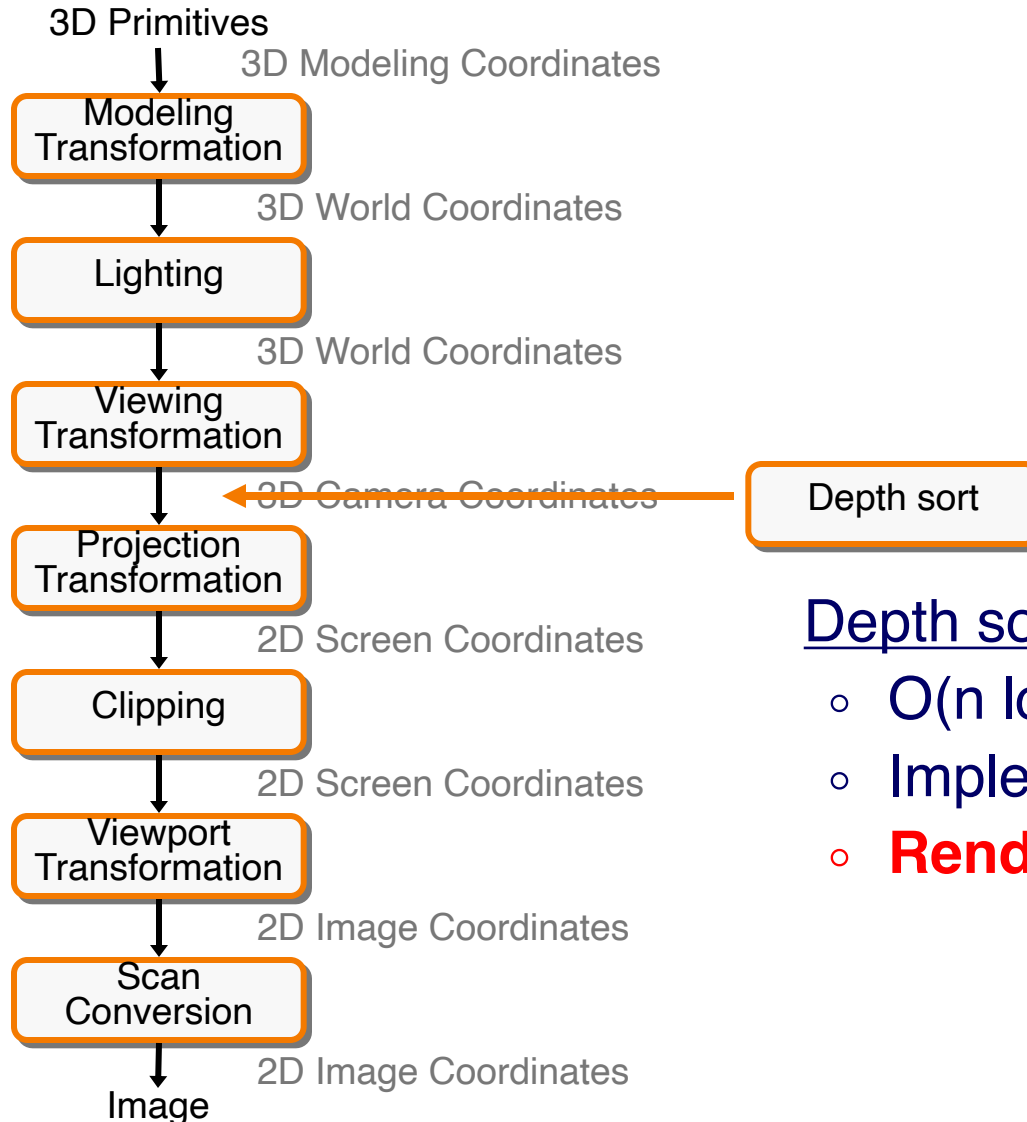 3D Primitives
3D Modeling Coordinates
Modeling
Transformation
3D World Coordinates
Lighting
3D World Coordinates
Viewing
Transformation
3D Camera Coordinates
Depth sort
Projection
Transformation
2D Screen Coordinates
Clipping
2D Screen Coordinates
Viewport
Transformation
2D Image Coordinates
Scan
Conversion
2D Image Coordinates
Image
Depth
O(n